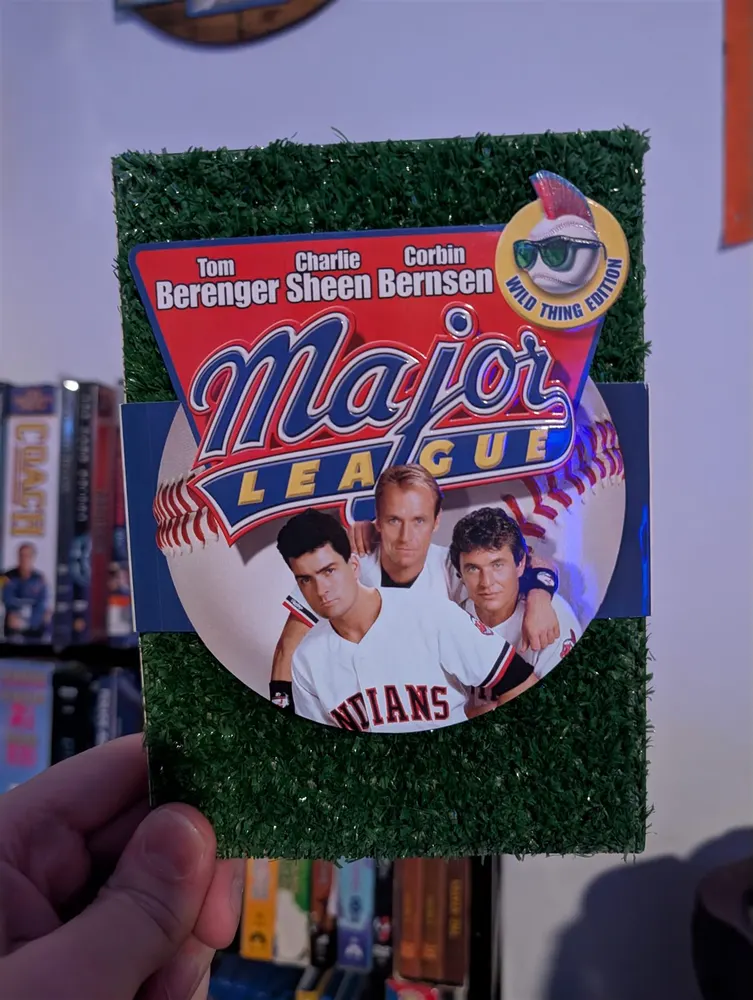 Tom Charlie Corbin
Berenger Sheen Bernsen
WILD THING EDITION
Major
LEAGUE
INDIANS
COACH